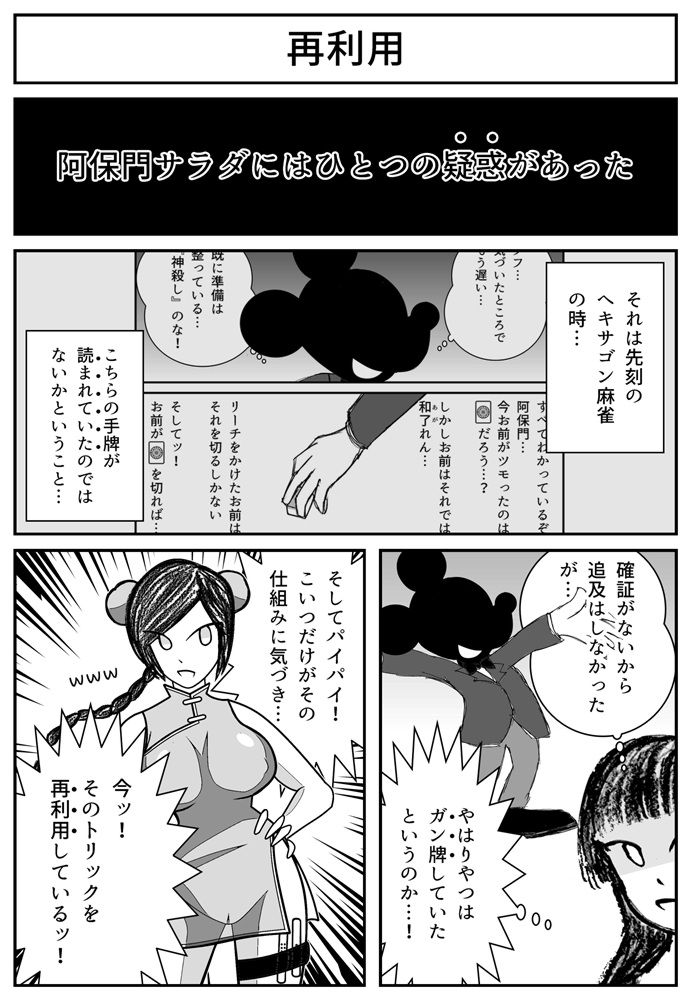 再利用
阿保門サラダにはひとつの疑惑があった
それは先刻の
ヘキサゴン麻雀
の時…
気づいたところで
もう遅い…
既に準備は
整っている…
『神殺し』のな！
すべてわかっているぞ
阿保門…
今お前がツモったのは
だろう…？
しかしお前はそれでは
和了れん…
あが
リーチをかけたお前は
それを切るしかない
そしてッ！
お前が
を切れば…
こちらの手牌が
読まれていたのでは
ないかということ…
確証がないから
追及はしなかった
が…
やはりやつは
ガン牌していた
というのか…！
そしてパイパイ！
こいつだけがその
仕組みに気づき…
www
今ッ！
そのトリックを
再利用しているッ！